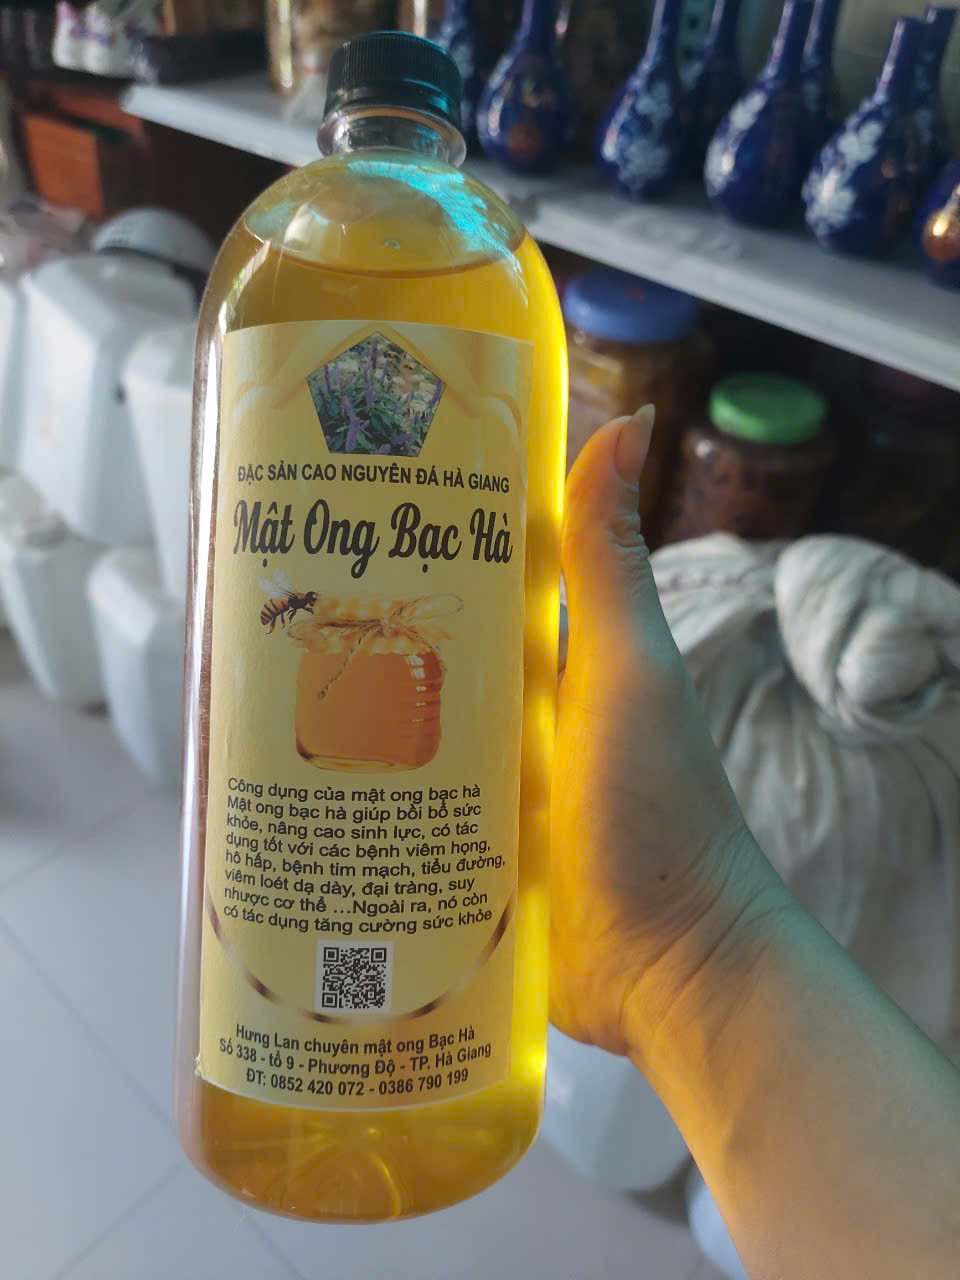 ĐẶC SẢN CAO NGUYÊN ĐÁ HÀ GIANG
Mật Ong Bạc Hà
Công dụng của mật ong bạc hà
Mật ong bạc hà giúp bồi bổ sức
khỏe, nâng cao sinh lực, có tác
dụng tốt với các bệnh viêm họng,
hô hấp, bệnh tim mạch, tiểu đường,
viêm loét dạ dày, đại tràng, suy
nhược cơ thể ...Ngoài ra, nó còn
có tác dụng tăng cường sức khỏe
Hưng Lan chuyên mật ong Bạc Hà
Số 338 - tổ 9 - Phương Độ - TP. Hà Giang
ĐT: 0852 420 072 - 0386 790 199